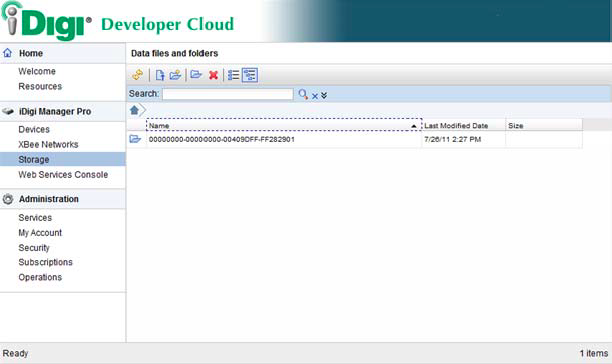 iDigi® Developer Cloud
Home
Welcome
Resources
iDigi Manager Pro
Devices
XBee Networks
Storage
Web Services Console
Administration
Services
My Account
Security
Subscriptions
Operations
Data files and folders
Search:
Name Last Modified Date Size
00000000-00000000-00409DFF-FF282901 7/26/11 2:27 PM
Ready 1 items